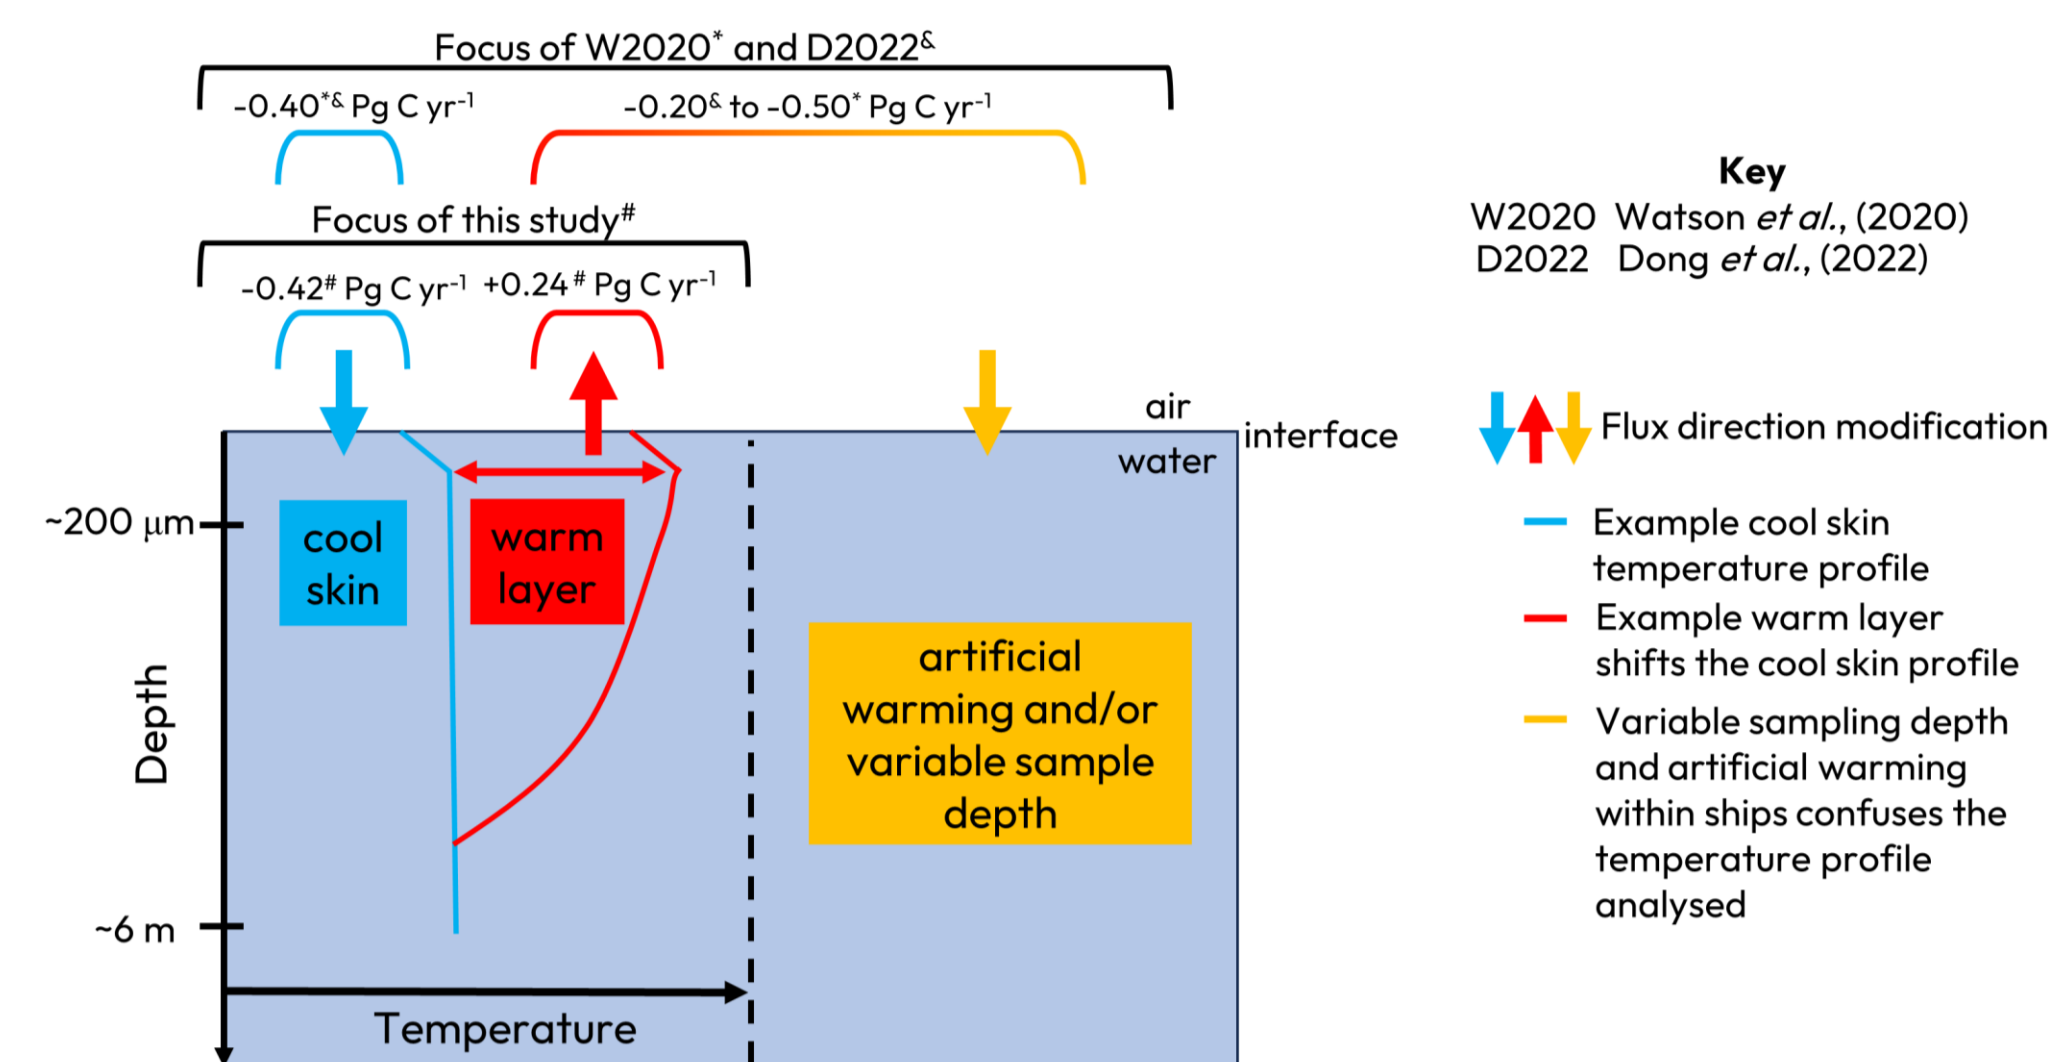 Focus of W2020* and D2022&
-0.40*& Pg C yr-1
-0.20& to -0.50* Pg C yr-1
Focus of this study#
-0.42# Pg C yr-1
+0.24 # Pg C yr-1
air
interface
water
~200 μm
cool
skin
warm
layer
artificial
warming and/or
variable sample
depth
Depth
~6 m
Temperature
Key
W2020 Watson et al., (2020)
D2022 Dong et al., (2022)
Flux direction modification
Example cool skin
temperature profile
Example warm layer
shifts the cool skin profile
Variable sampling depth
and artificial warming
within ships confuses the
temperature profile
analysed